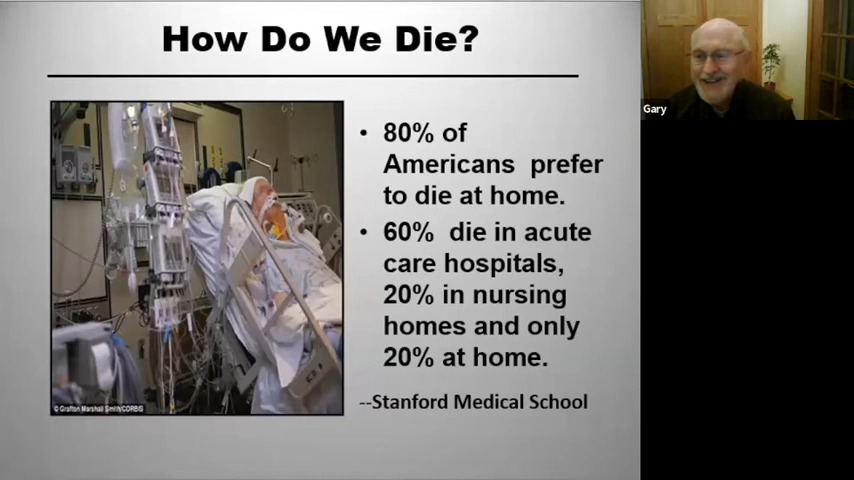 How Do We Die?
• 80% of
Americans prefer
to die at home.
• 60% die in acute
care hospitals,
20% in nursing
homes and only
20% at home.
--Stanford Medical School
© Grafton Marshall Smith/CORBIS
Gary